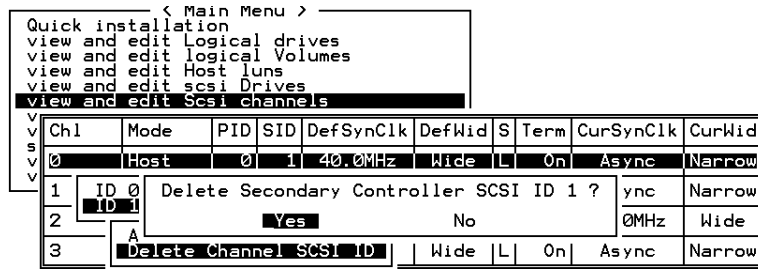 < Main Menu >
Quick installation
view and edit Logical drives
view and edit logical Volumes
view and edit Host luns
view and edit scsi Drives
view and edit Scsi channels
v
v
s
v
v
Chl Mode PID SID DefSynClk DefWid S Term CurSynClk CurWid
0 Host 0 1 40.0MHz Wide L On Async Narrow
1 ID 0 Delete Secondary Controller SCSI ID 1 ? ync Narrow
ID 1
2 Yes No 0MHz Wide
A
3 Delete Channel SCSI ID Wide L On Async Narrow